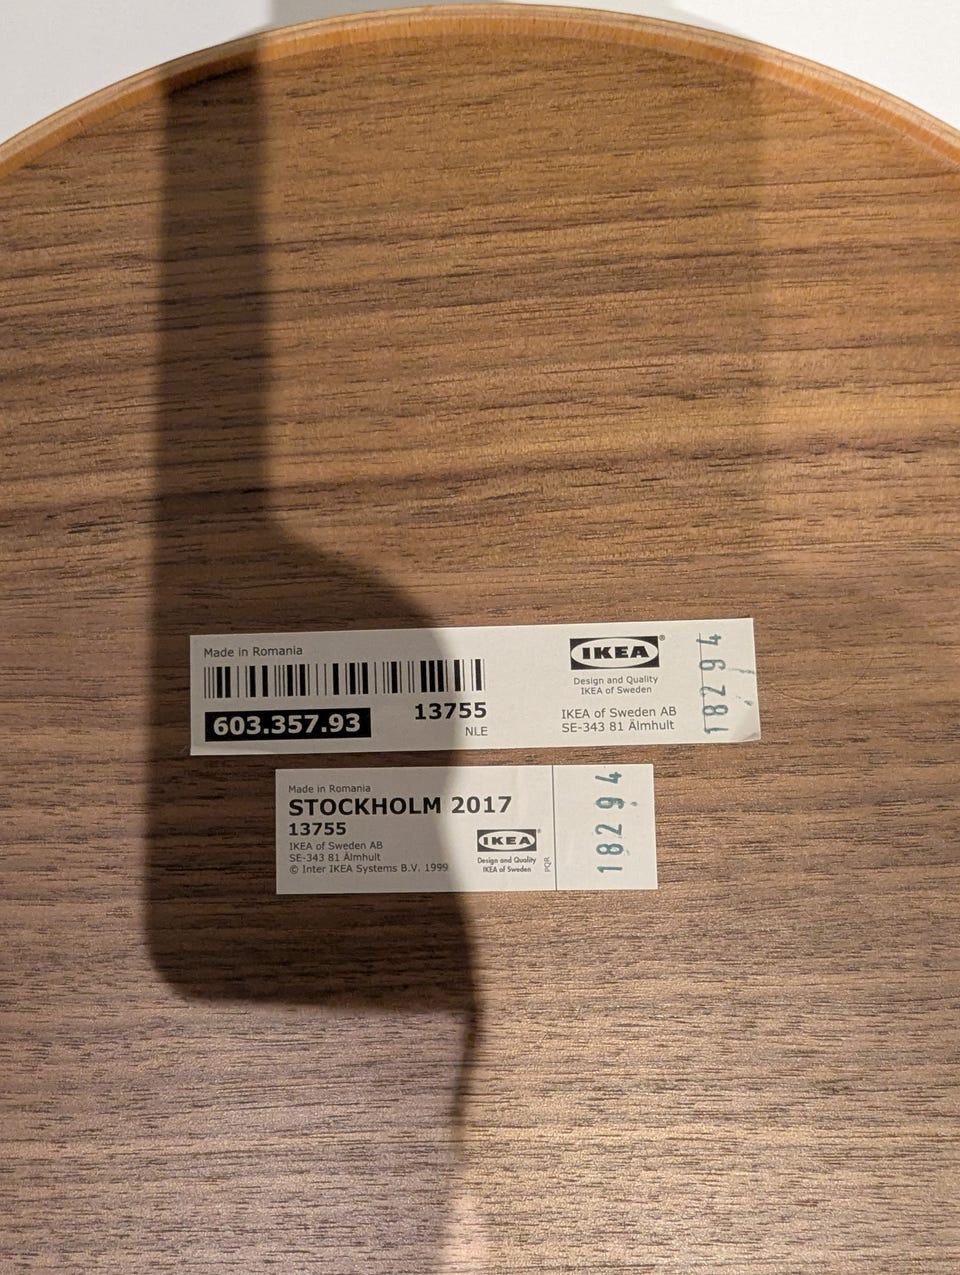 Made in Romania
603.357.93
13755
NLE
IKEA®
Design and Quality
IKEA of Sweden
IKEA of Sweden AB
SE-343 81 Älmhult
18294
Made in Romania
STOCKHOLM 2017
13755
IKEA of Sweden AB
SE-343 81 Älmhult
© Inter IKEA Systems B.V. 1999
IKEA®
Design and Quality
IKEA of Sweden
PQR
18294